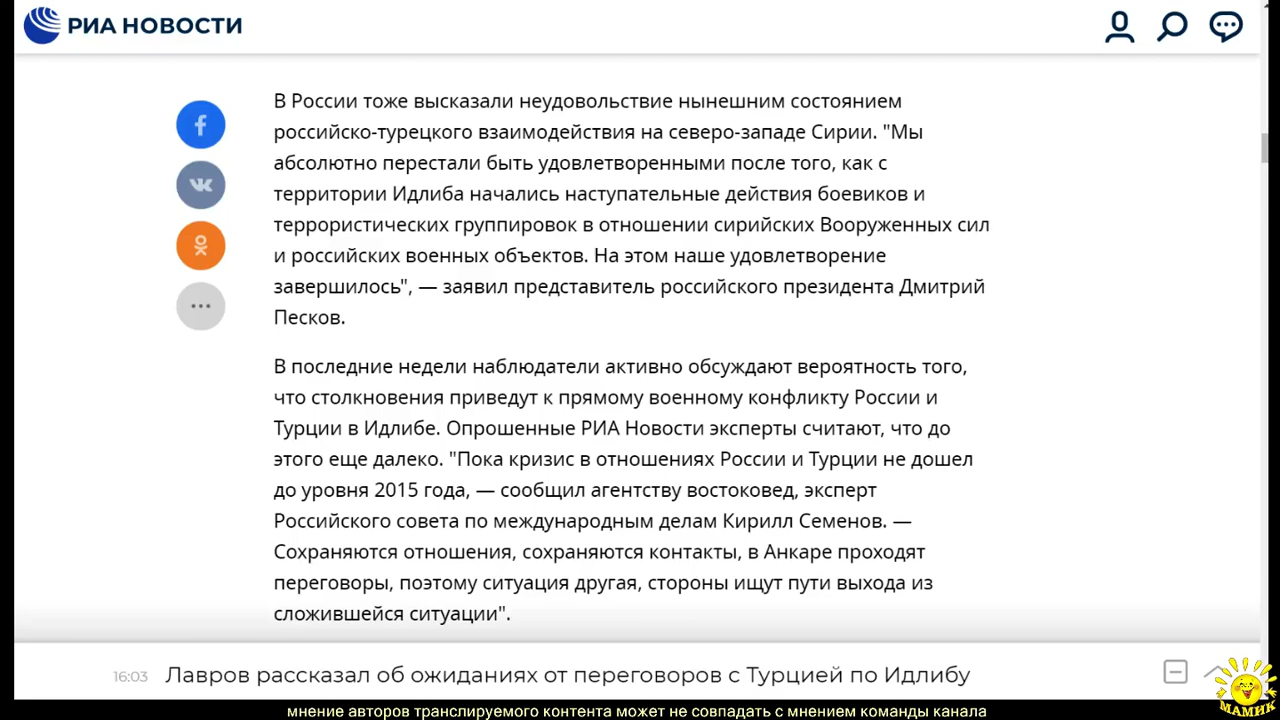 РИА НОВОСТИ
В России тоже высказали неудовольствие нынешним состоянием
российско-турецкого взаимодействия на северо-западе Сирии. "Мы
абсолютно перестали быть удовлетворенными после того, как с
территории Идлиба начались наступательные действия боевиков и
террористических группировок в отношении сирийских Вооруженных сил
и российских военных объектов. На этом наше удовлетворение
завершилось", — заявил представитель российского президента Дмитрий
Песков.
В последние недели наблюдатели активно обсуждают вероятность того,
что столкновения приведут к прямому военному конфликту России и
Турции в Идлибе. Опрошенные РИА Новости эксперты считают, что до
этого еще далеко. "Пока кризис в отношениях России и Турции не дошел
до уровня 2015 года, — сообщил агентству востоковед, эксперт
Российского совета по международным делам Кирилл Семенов. —
Сохраняются отношения, сохраняются контакты, в Анкаре проходят
переговоры, поэтому ситуация другая, стороны ищут пути выхода из
сложившейся ситуации".
16:03 Лавров рассказал об ожиданиях от переговоров с Турцией по Идлибу
МАМИК
мнение авторов транслируемого контента может не совпадать с мнением команды канала